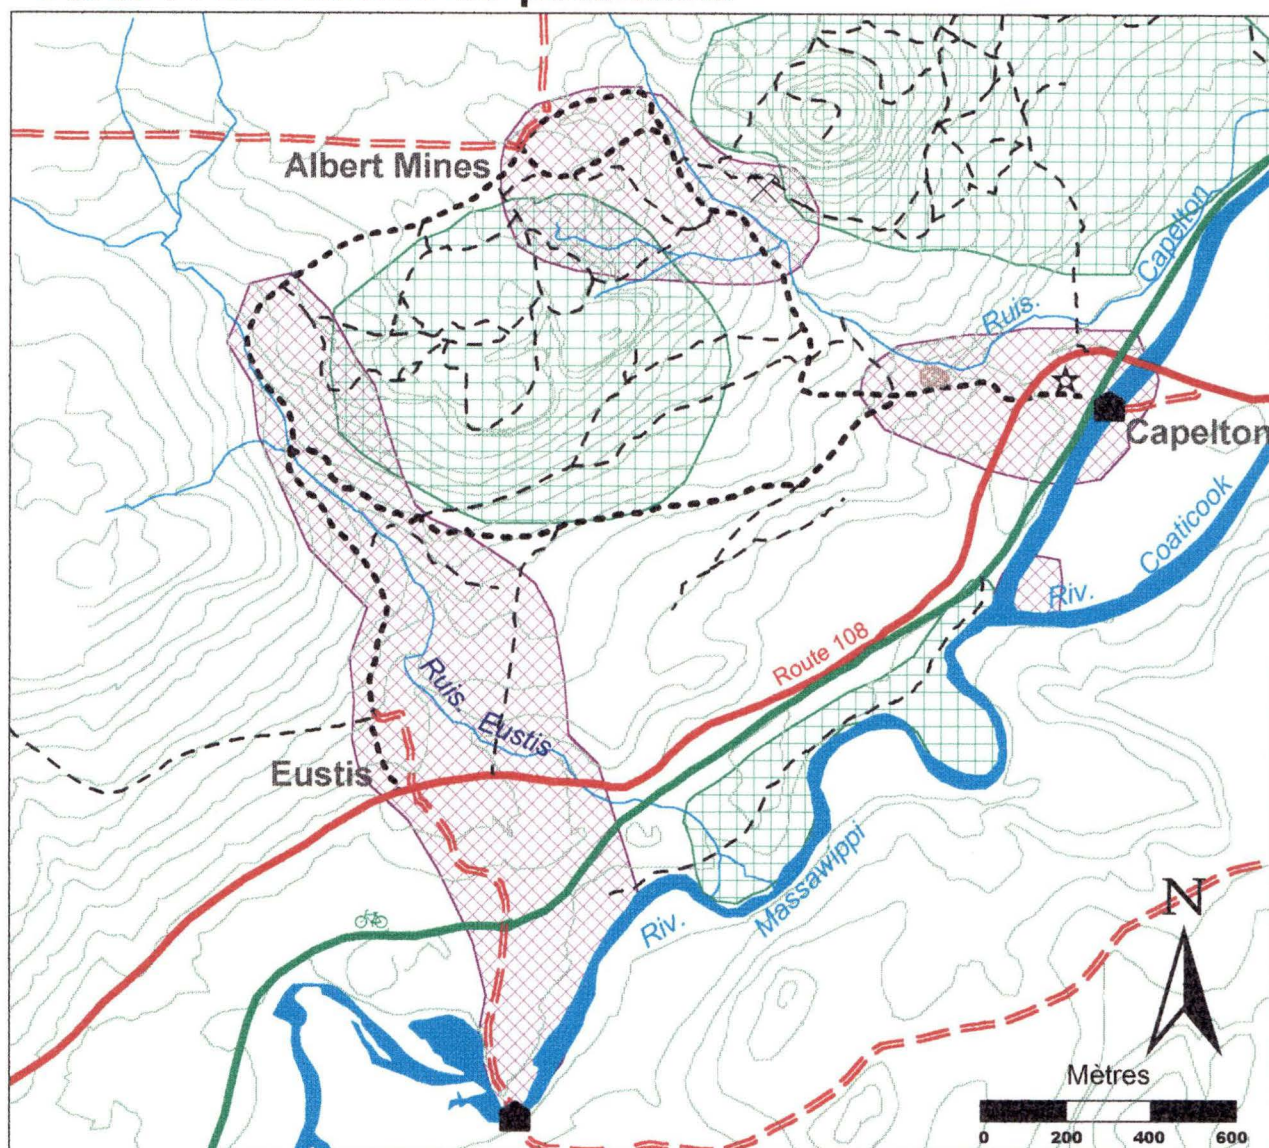 Albert Mines
Capelton
Ruis.
Capelton
Coaticook
Riv.
Route 108
Ruis. Eustis
Eustis
Massawippi
Riv.
N
Mètres
0 200 400 600